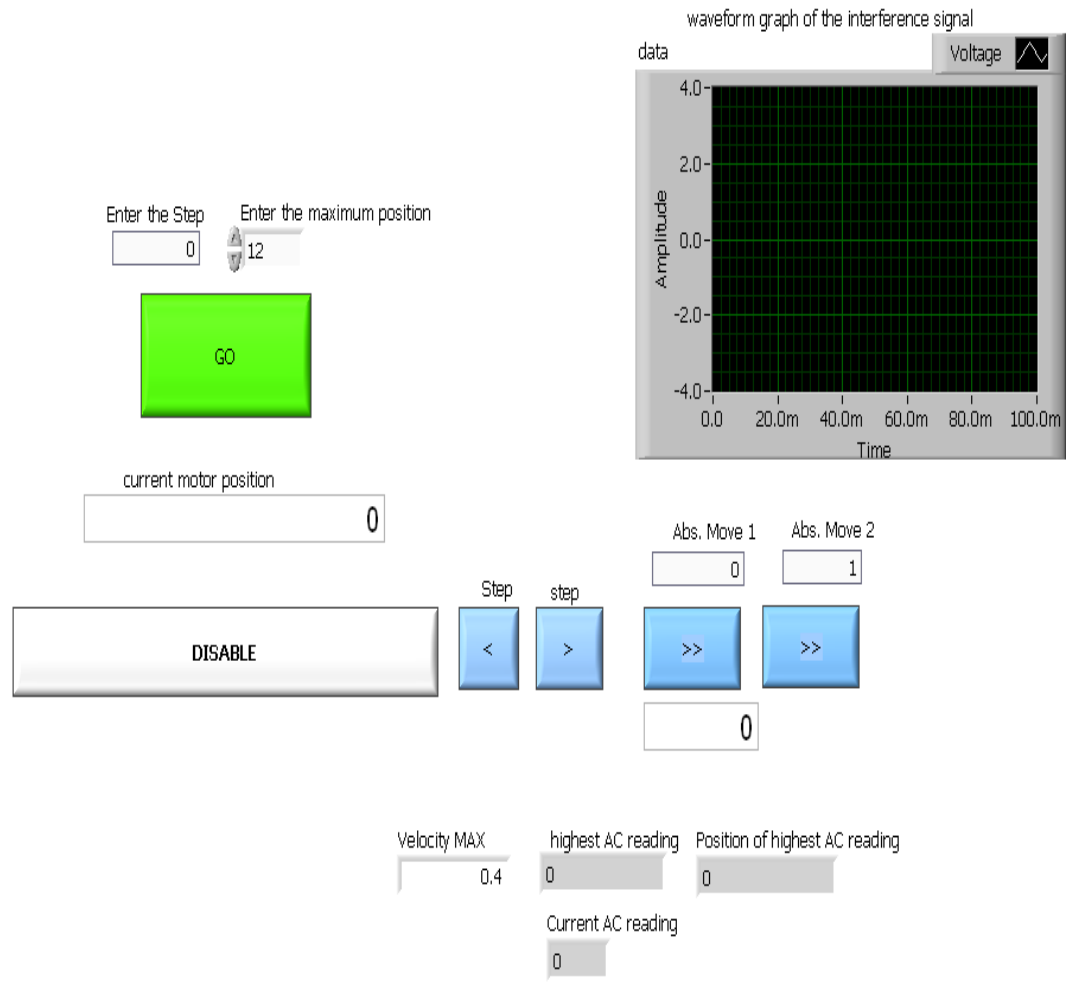 waveform graph of the interference signal
data
Voltage
4.0
2.0
0.0
-2.0
-4.0
Amplitude
0.0 20.0m 40.0m 60.0m 80.0m 100.0m
Time
Enter the Step Enter the maximum position
0 12
GO
current motor position
0
Abs. Move 1 Abs. Move 2
0 1
Step step
DISABLE < > >> >>
0
Velocity MAX highest AC reading Position of highest AC reading
0.4 0 0
Current AC reading
0